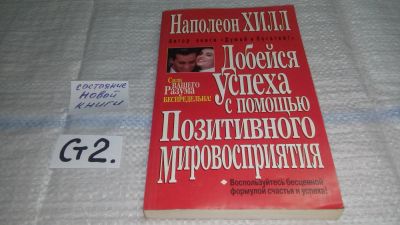 Наполеон ХИЛЛ
Автор книги «Думай и богатей!»
Добейся
Успеха
с помощью
Позитивного
Мировосприятия
Сила
ВАШЕГО
Разума
БЕСПРЕДЕЛЬНА!
Воспользуйтесь бесценной
формулой счастья и успеха!
состояние
новой
книги
G2.